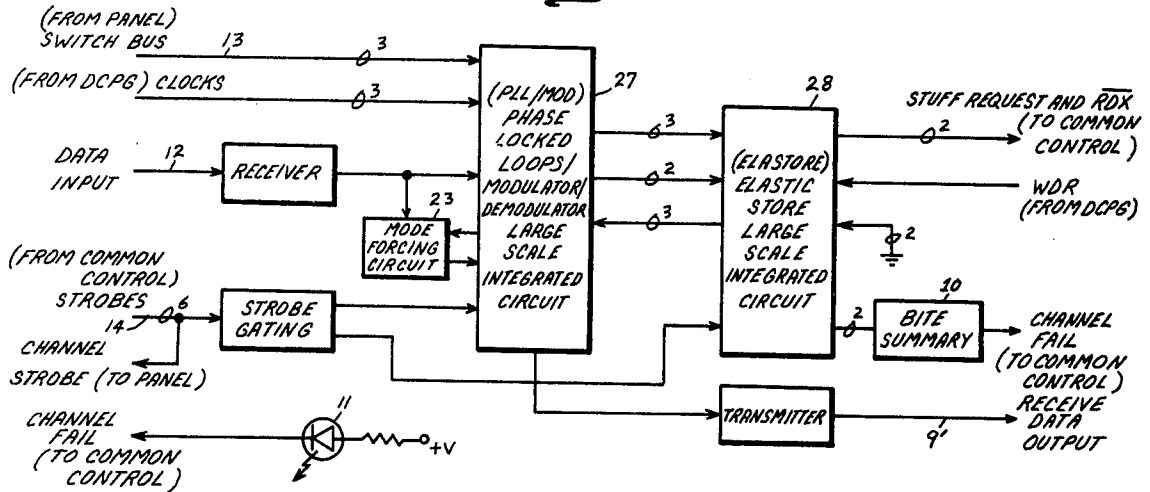 (FROM PANEL)
SWITCH BUS
13
3
(FROM DCPG) CLOCKS
3
DATA
INPUT
12
RECEIVER
23
MODE
FORCING
CIRCUIT
(FROM COMMON
CONTROL)
STROBES
14
6
STROBE
GATING
CHANNEL
STROBE (TO PANEL)
CHANNEL
FAIL
(TO COMMON
CONTROL)
11
+V
27
(PLL/MOD)
PHASE
LOCKED
LOOPS/
MODULATOR/
DEMODULATOR
LARGE
SCALE
INTEGRATED
CIRCUIT
3
2
3
28
(ELASTORE)
ELASTIC
STORE
LARGE
SCALE
INTEGRATED
CIRCUIT
STUFF REQUEST AND RDX
2
(TO COMMON
CONTROL)
WDR
(FROM DCPG)
2
2
10
BITE
SUMMARY
CHANNEL
FAIL
(TO COMMON
CONTROL)
TRANSMITTER
9'
RECEIVE
DATA
OUTPUT